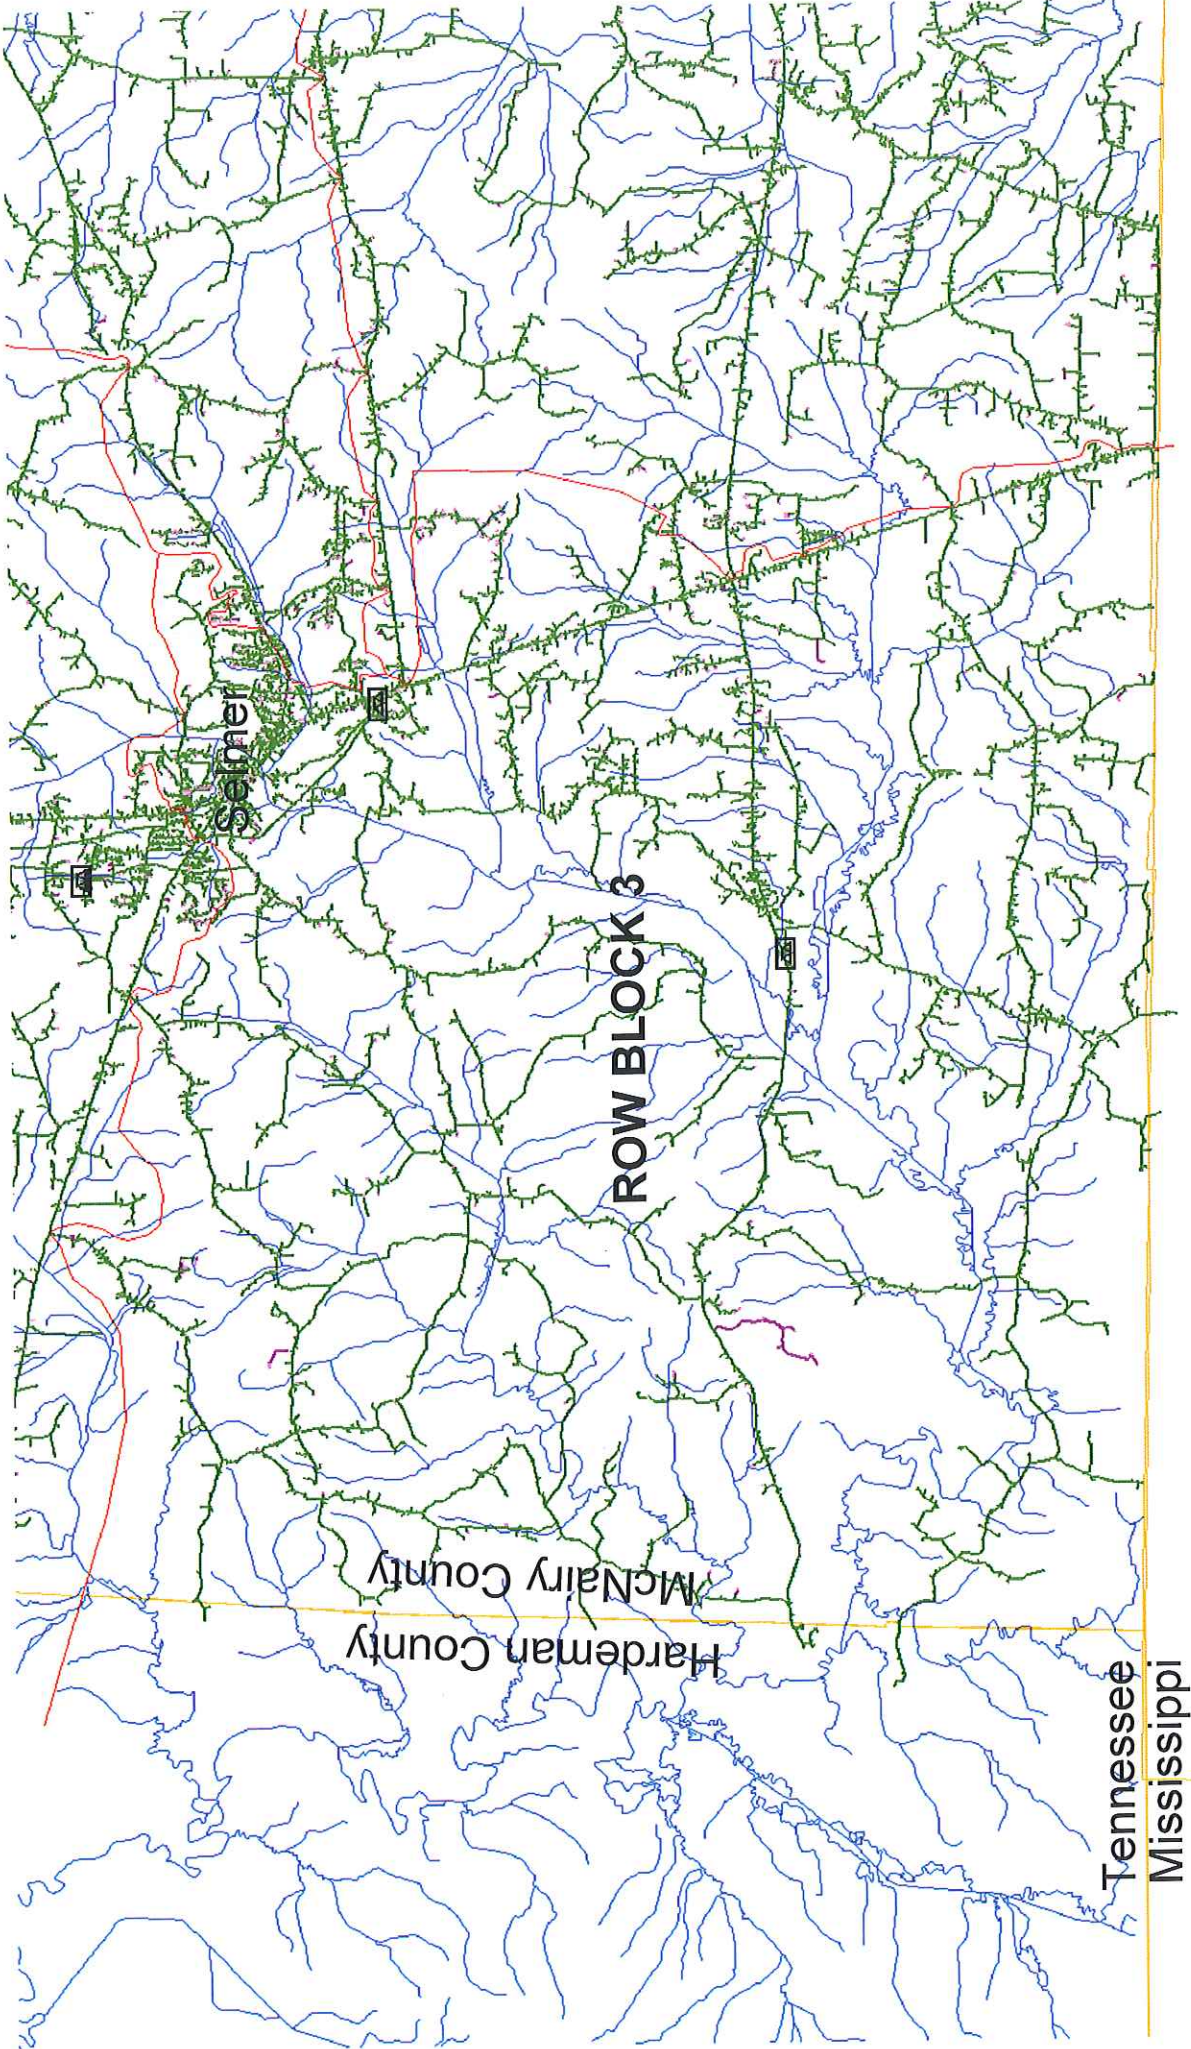 Selmer
ROW BLOCK 3
McNairy County
Hardeman County
Tennessee
Mississippi